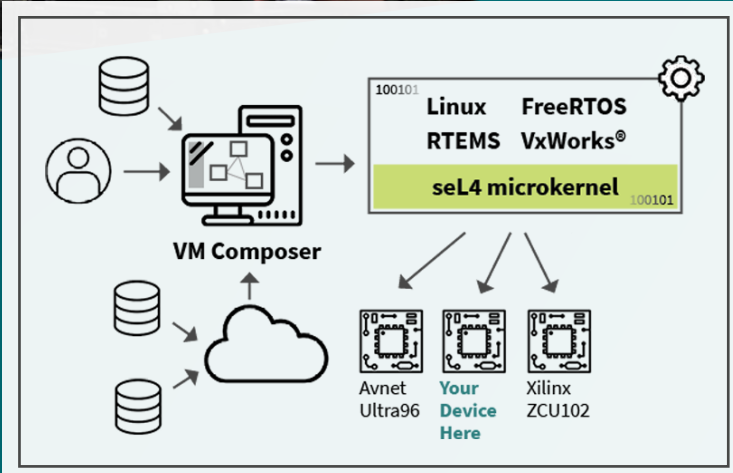 100101
Linux FreeRTOS
RTEMS VxWorks®
seL4 microkernel
100101
VM Composer
Avnet
Ultra96
Your
Device
Here
Xilinx
ZCU102